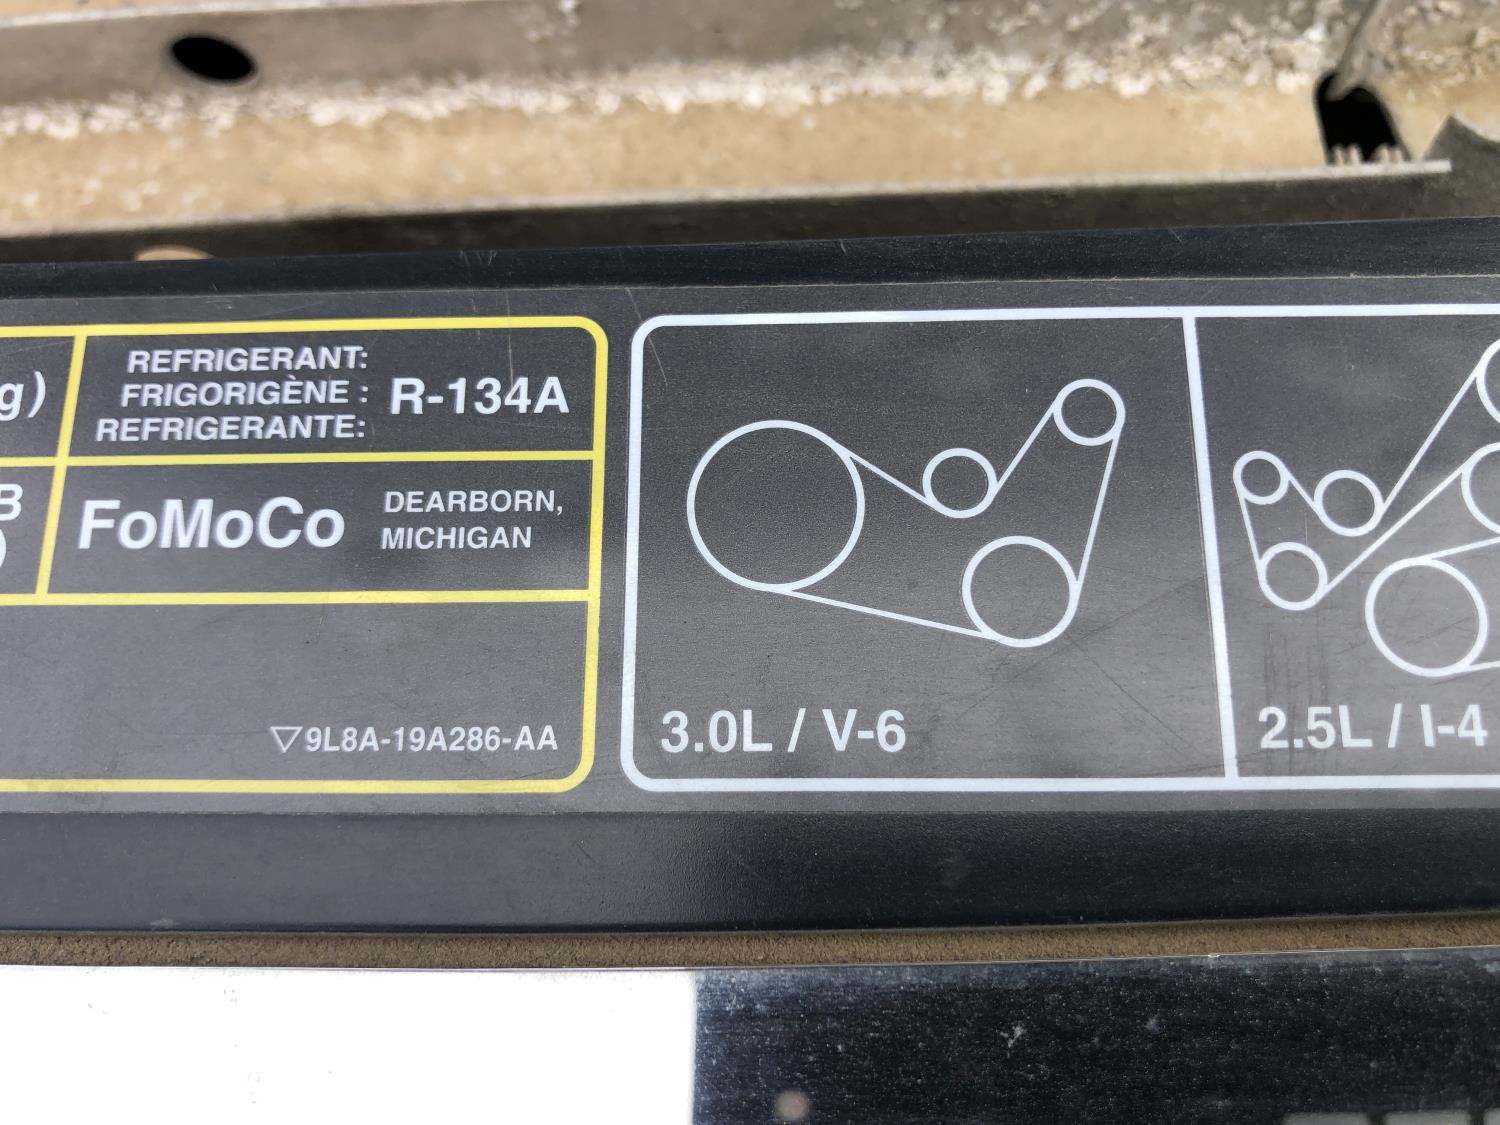 g)
REFRIGERANT:
FRIGORIGÈNE :
REFRIGERANTE:
R-134A
B
)
FoMoCo
DEARBORN,
MICHIGAN
▽9L8A-19A286-AA
3.0L / V-6
2.5L / I-4